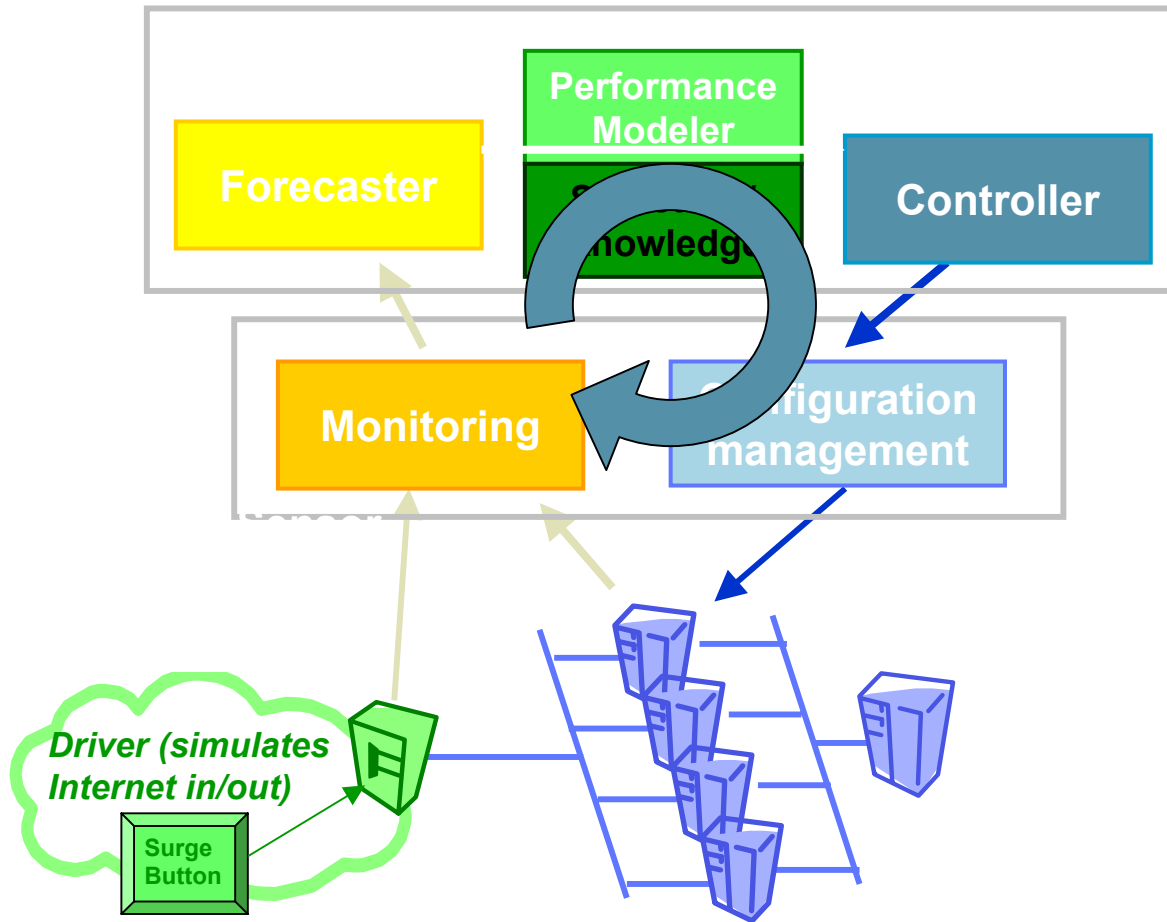 Performance
Modeler
Forecaster
Controller
Monitoring
management
Driver (simulates
Internet in/out)
Surge
Button